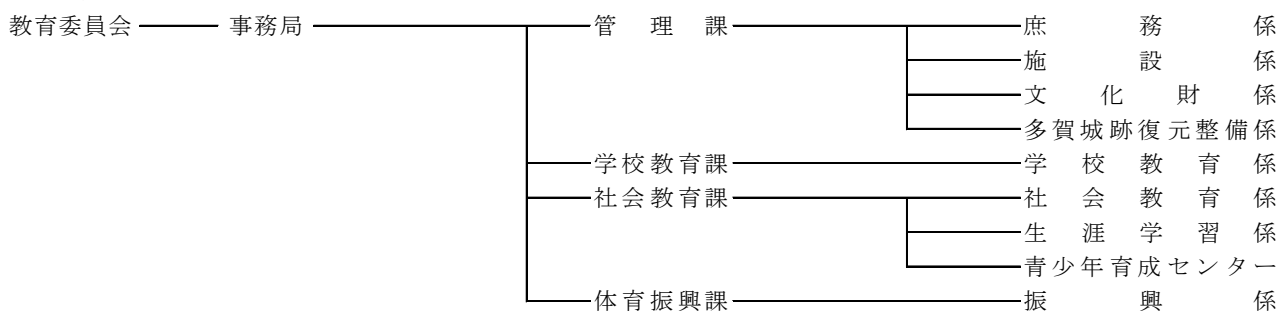 教育委員会 事務局 管理課 庶務係
施設係
文化財係
多賀城跡復元整備係
学校教育課 学校教育係
社会教育課 社会教育係
生涯学習係
青少年育成センター
体育振興課 振興係